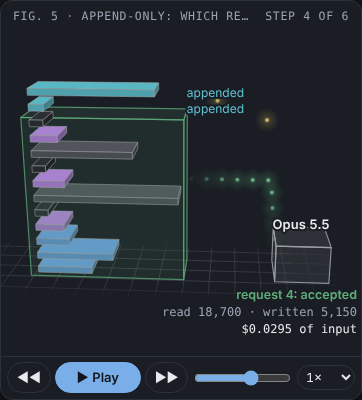 FIG. 5 · APPEND-ONLY: WHICH RE… STEP 4 OF 6
appended
appended
Opus 5.5
request 4: accepted
read 18,700 · written 5,150
$0.0295 of input
Play
1×